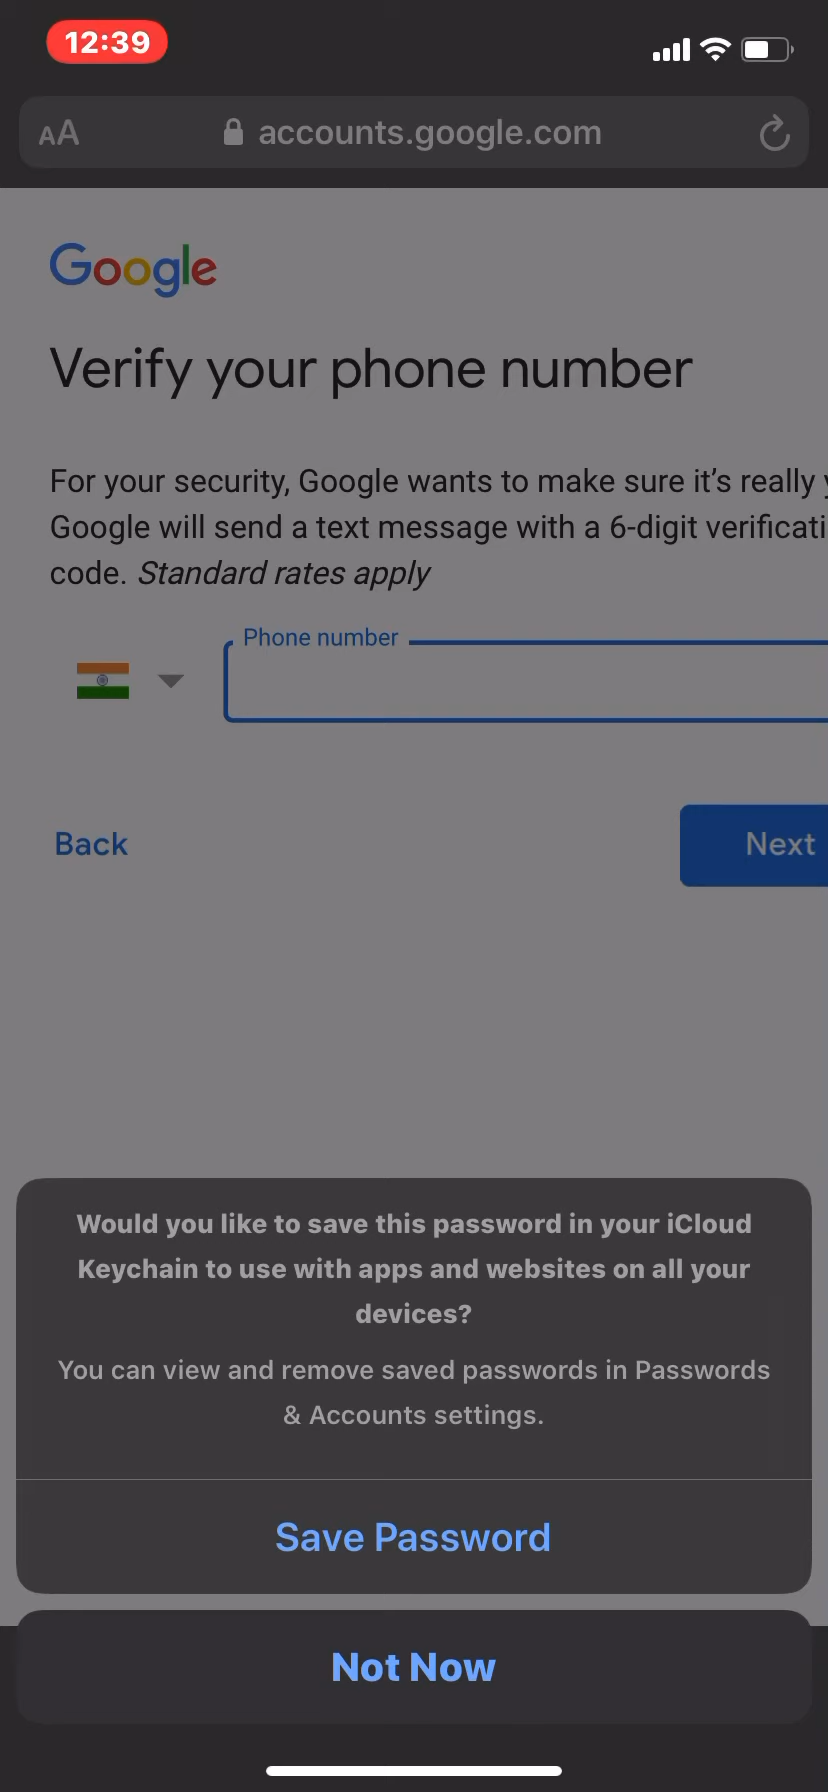 12:39
AA accounts.google.com
Google
Verify your phone number
For your security, Google wants to make sure it's really
Google will send a text message with a 6-digit verificati
code. Standard rates apply
Phone number
Back Next
Would you like to save this password in your iCloud
Keychain to use with apps and websites on all your
devices?
You can view and remove saved passwords in Passwords
& Accounts settings.
Save Password
Not Now